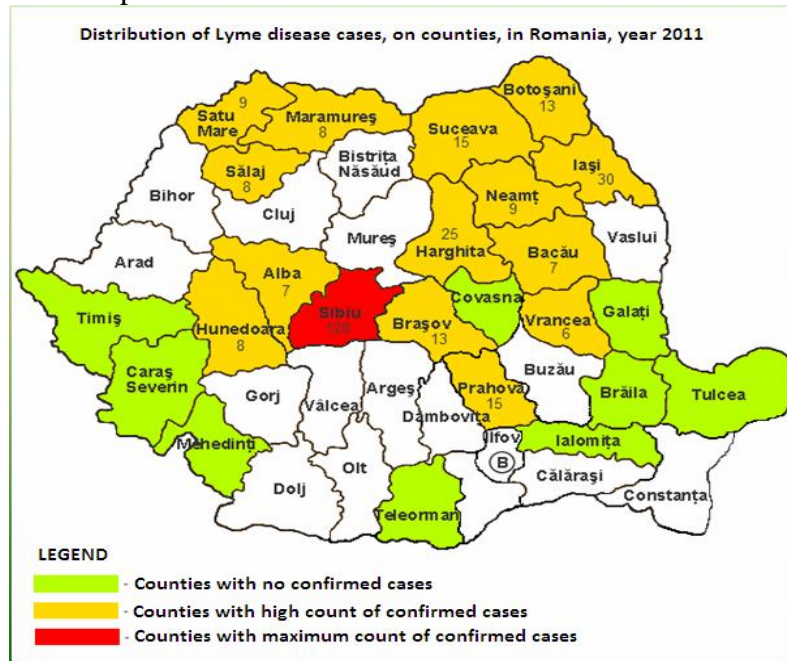 Distribution of Lyme disease cases, on counties, in Romania, year 2011
Botoşani
13
9
Satu
Mare
Maramureş
8
Suceava
15
Bistriţa
Năsăud
Iaşi
30
Sălaj
8
Neamţ
9
Bihor
Cluj
Mureş
25
Harghita
Vaslui
Bacău
7
Arad
Alba
7
Covasna
Timiş
Sibiu
128
Hunedoara
8
Braşov
13
Vrancea
6
Galaţi
Caraş
Severin
Gorj
Vâlcea
Argeş
Prahova
15
Buzău
Brăila
Tulcea
Dâmboviţa
Mehedinţi
Ilfov
B
Ialomiţa
Dolj
Olt
Călăraşi
Constanţa
Teleorman
LEGEND
- Counties with no confirmed cases
- Counties with high count of confirmed cases
- Counties with maximum count of confirmed cases